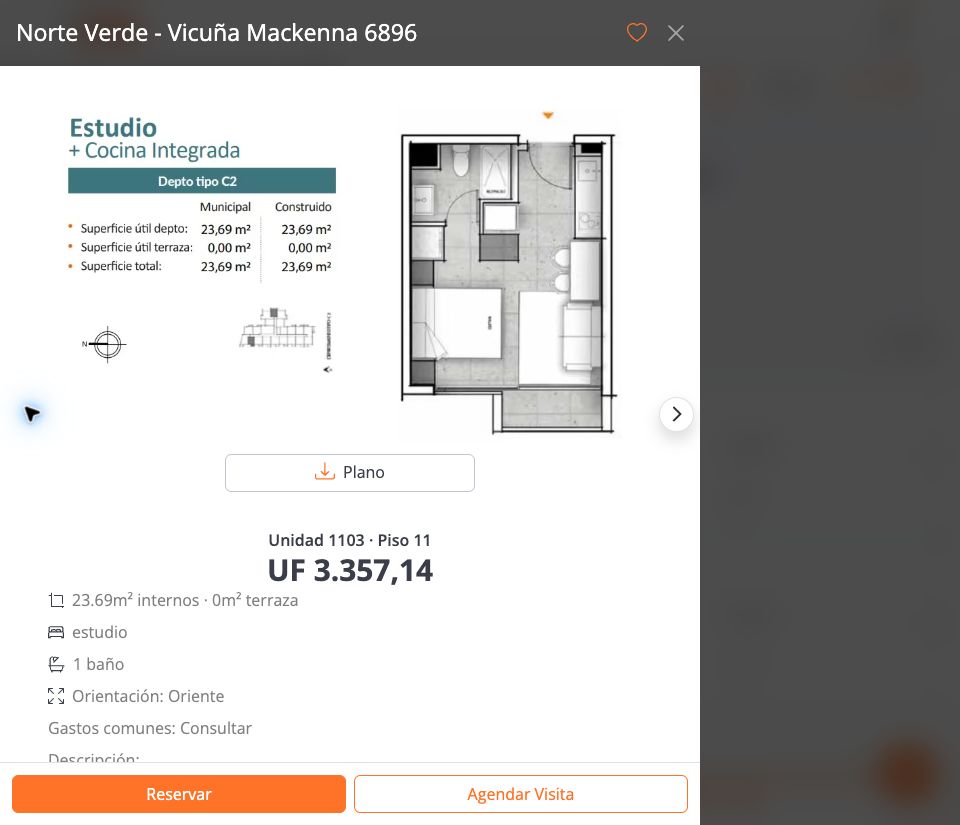 Norte Verde - Vicuña Mackenna 6896
Estudio
+ Cocina Integrada
Depto tipo C2
Municipal Construido
• Superficie útil depto: 23,69 m² 23,69 m²
• Superficie útil terraza: 0,00 m² 0,00 m²
• Superficie total: 23,69 m² 23,69 m²
N
Plano
Unidad 1103 · Piso 11
UF 3.357,14
23.69m² internos · 0m² terraza
estudio
1 baño
Orientación: Oriente
Gastos comunes: Consultar
Descripción:
Reservar
Agendar Visita